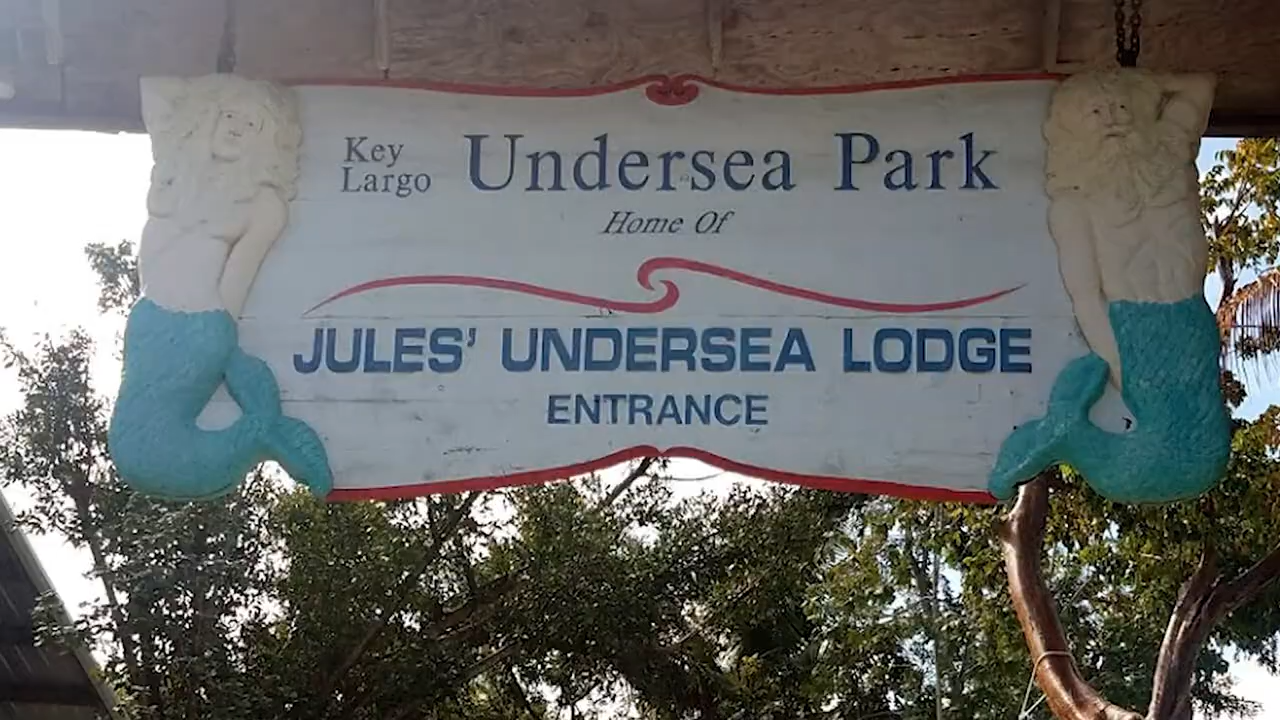 Key Largo Undersea Park
Home Of
JULES' UNDERSEA LODGE
ENTRANCE